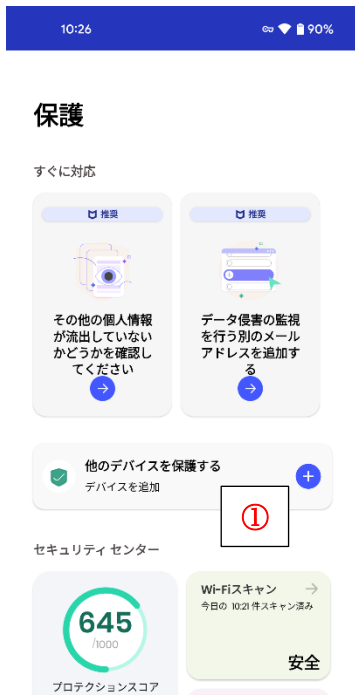 10:26
90%
保護
すぐに対応
推奨
その他の個人情報
が流出していない
かどうかを確認し
てください
推奨
データ侵害の監視
を行う別のメール
アドレスを追加す
る
他のデバイスを保護する
デバイスを追加
①
セキュリティ センター
645
/1000
プロテクションスコア
Wi-Fiスキャン
今日の 1021 件スキャン済み
安全